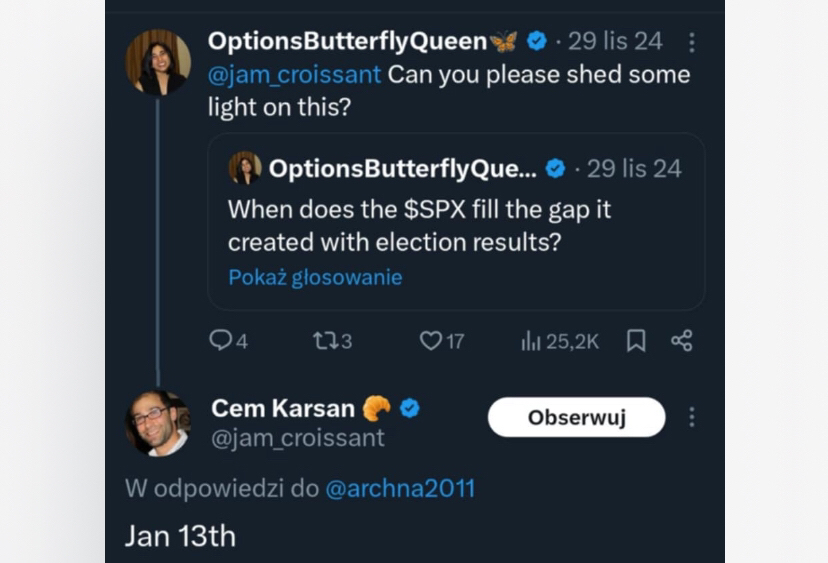 OptionsButterflyQueen🦋 · 29 lis 24
@jam_croissant Can you please shed some
light on this?
OptionsButterflyQue... · 29 lis 24
When does the $SPX fill the gap it
created with election results?
Pokaż głosowanie
4 3 17 25,2K
Cem Karsan 🥐
Obserwuj
@jam_croissant
W odpowiedzi do @archna2011
Jan 13th